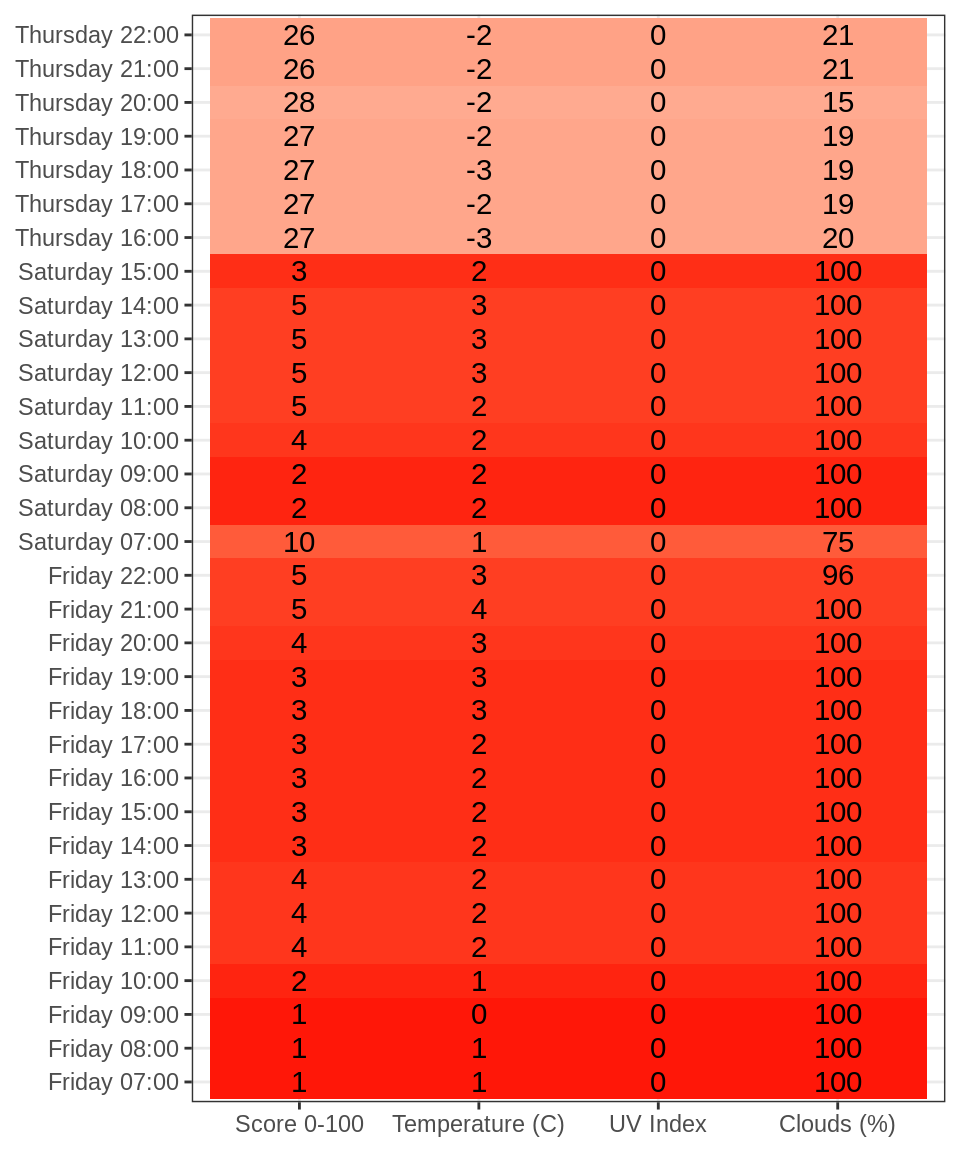 Thursday 22:00 26 -2 0 21
Thursday 21:00 26 -2 0 21
Thursday 20:00 28 -2 0 15
Thursday 19:00 27 -2 0 19
Thursday 18:00 27 -3 0 19
Thursday 17:00 27 -2 0 19
Thursday 16:00 27 -3 0 20
Saturday 15:00 3 2 0 100
Saturday 14:00 5 3 0 100
Saturday 13:00 5 3 0 100
Saturday 12:00 5 3 0 100
Saturday 11:00 5 2 0 100
Saturday 10:00 4 2 0 100
Saturday 09:00 2 2 0 100
Saturday 08:00 2 2 0 100
Saturday 07:00 10 1 0 75
Friday 22:00 5 3 0 96
Friday 21:00 5 4 0 100
Friday 20:00 4 3 0 100
Friday 19:00 3 3 0 100
Friday 18:00 3 3 0 100
Friday 17:00 3 2 0 100
Friday 16:00 3 2 0 100
Friday 15:00 3 2 0 100
Friday 14:00 3 2 0 100
Friday 13:00 4 2 0 100
Friday 12:00 4 2 0 100
Friday 11:00 4 2 0 100
Friday 10:00 2 1 0 100
Friday 09:00 1 0 0 100
Friday 08:00 1 1 0 100
Friday 07:00 1 1 0 100
Score 0-100 Temperature (C) UV Index Clouds (%)